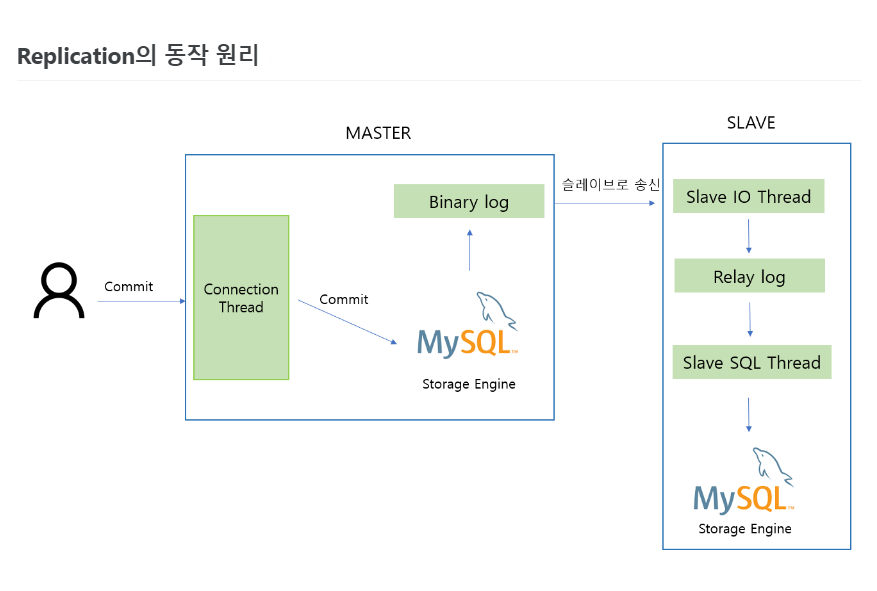 Replication의 동작 원리
MASTER
SLAVE
Binary log
슬레이브로 송신
Slave IO Thread
Commit
Connection
Thread
Commit
MySQL™
Storage Engine
Relay log
Slave SQL Thread
MySQL™
Storage Engine